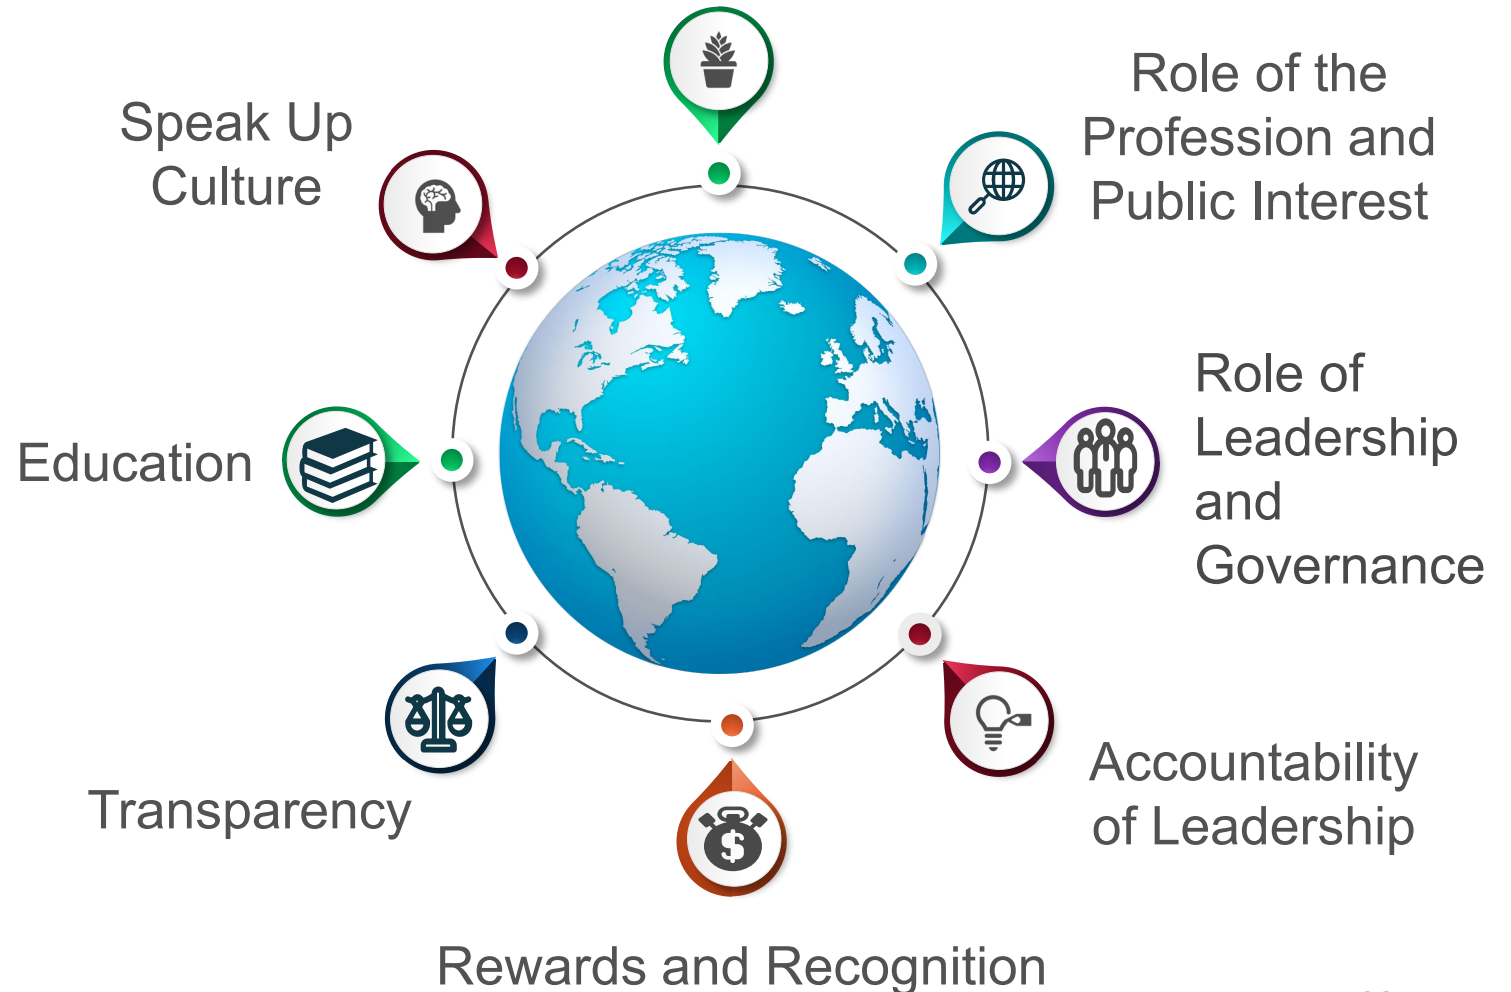 Speak Up
Culture
Role of the
Profession and
Public Interest
Education
Role of
Leadership
and
Governance
Transparency
$
Accountability
of Leadership
Rewards and Recognition